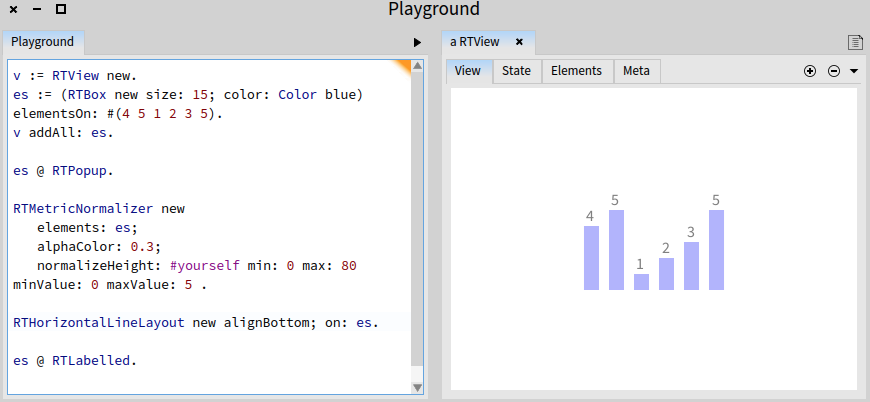 Playground
Playground
v := RTView new.
es := (RTBox new size: 15; color: Color blue)
elementsOn: #(4 5 1 2 3 5).
v addAll: es.
es @ RTPopup.
RTMetricNormalizer new
elements: es;
alphaColor: 0.3;
normalizeHeight: #yourself min: 0 max: 80
minValue: 0 maxValue: 5 .
RTHorizontalLineLayout new alignBottom; on: es.
es @ RTLabelled.
a RTView
View State Elements Meta
4 5 1 2 3 5